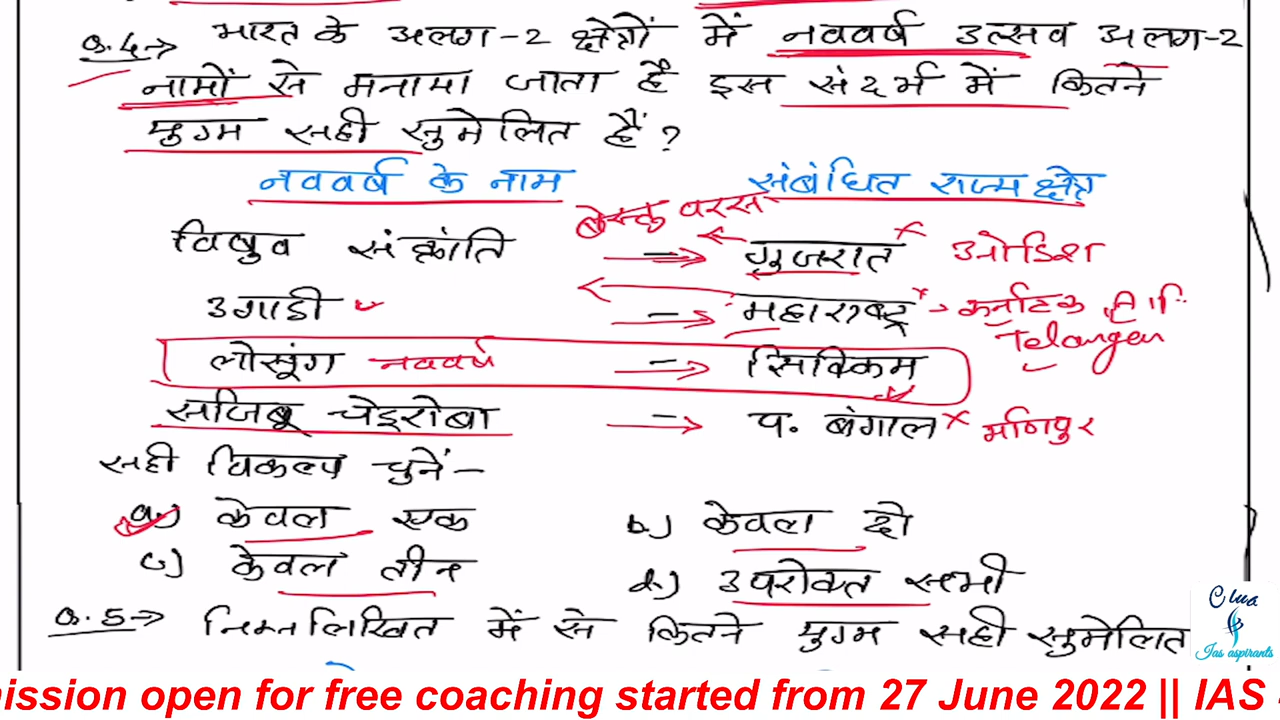 Q.4→ भारत के अलग-2 क्षेत्रों में नववर्ष उत्सव अलग-2
नामों से मनाया जाता है इस संदर्भ में कितने
युग्म सही सुमेलित हैं?
नववर्ष के नाम संबंधित राज्य क्षेत्र
बेस्तु वरस
विषुव संक्रांति – गुजरात × ओडिशा
उगाडी – महाराष्ट्र × → कर्नाटक
Telangana
लोसूंग नववर्ष – सिक्किम
सजिबू चेइरोबा – प. बंगाल × मणिपुर
सही विकल्प चुनें–
a.) केवल एक b.) केवल दो
c.) केवल तीन d.) उपरोक्त सभी
Q.5→ निम्नलिखित में से कितने युग्म सही सुमेलित
Clua
Ias aspirants
mission open for free coaching started from 27 June 2022 || IAS